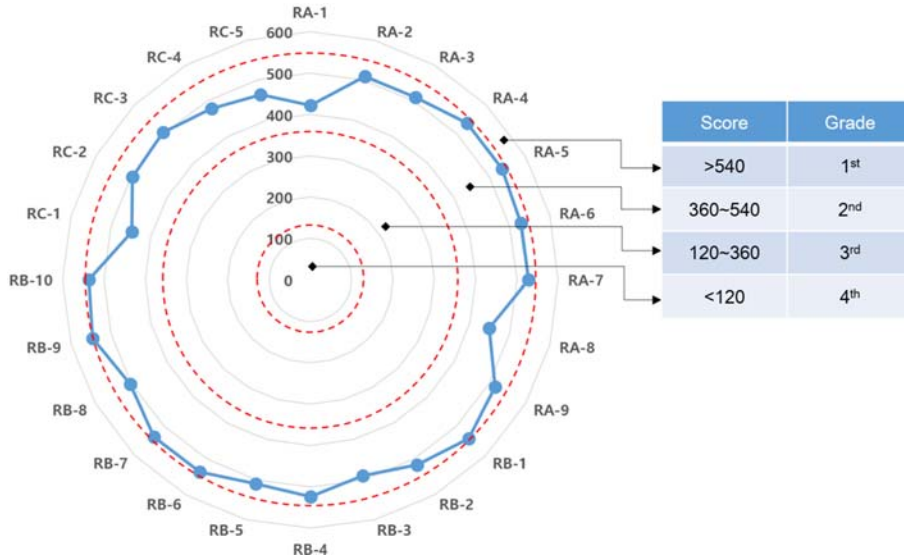 RA-1
RA-2
RA-3
RA-4
RA-5
RA-6
RA-7
RA-8
RA-9
RB-1
RB-2
RB-3
RB-4
RB-5
RB-6
RB-7
RB-8
RB-9
RB-10
RC-1
RC-2
RC-3
RC-4
RC-5
600
500
400
300
200
100
0
Score Grade
>540 1st
360~540 2nd
120~360 3rd
<120 4th